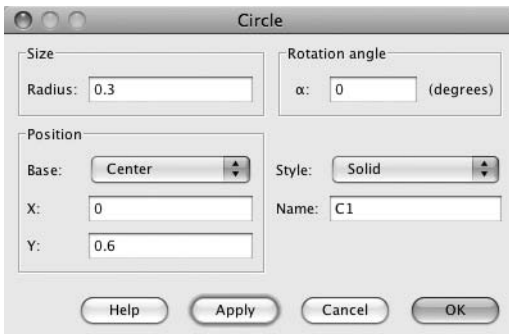 Circle
Size
Radius: 0.3
Rotation angle
α: 0 (degrees)
Position
Base: Center
X: 0
Y: 0.6
Style: Solid
Name: C1
Help Apply Cancel OK